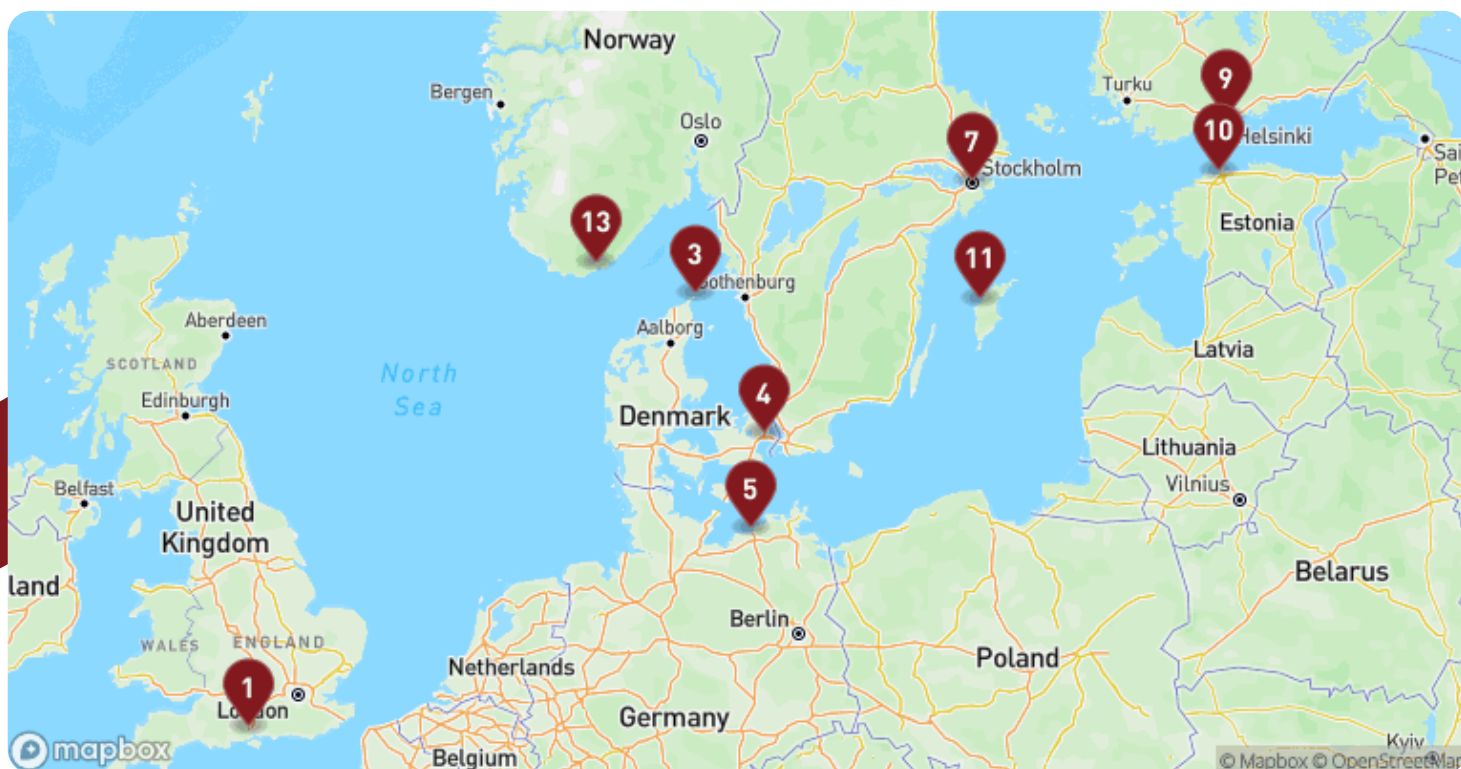 Norway
Bergen
Oslo
Turku
9
10
Helsinki
Sai
Pet
7
Stockholm
Estonia
13
3
Gothenburg
11
Aberdeen
Aalborg
SCOTLAND
Latvia
North
Sea
Edinburgh
4
Denmark
Lithuania
Vilnius
Belfast
5
United
Kingdom
land
Belarus
Berlin
WALES
ENGLAND
Netherlands
Poland
1
London
Germany
mapbox
Belgium
Kyiv
© Mapbox © OpenStreetMap